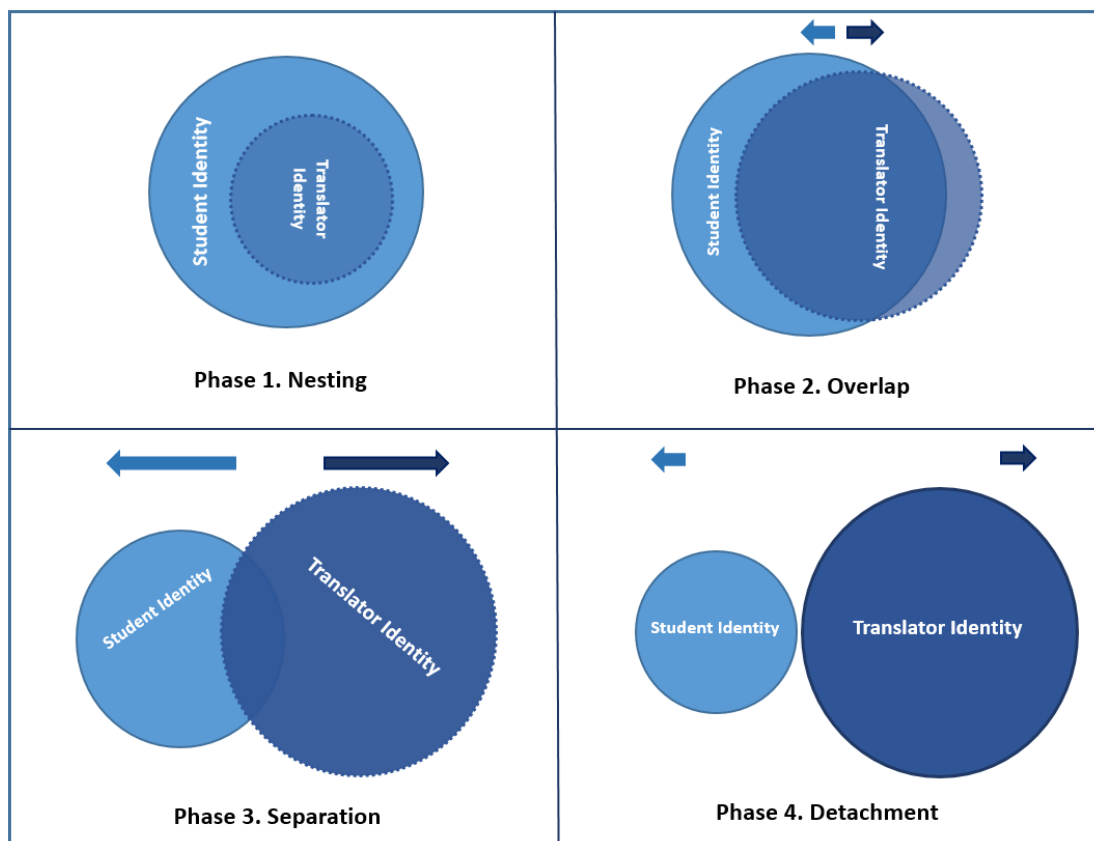 Student Identity
Translator
Identity
Phase 1. Nesting
Student Identity
Translator Identity
Phase 2. Overlap
Student Identity
Translator Identity
Phase 3. Separation
Student Identity
Translator Identity
Phase 4. Detachment